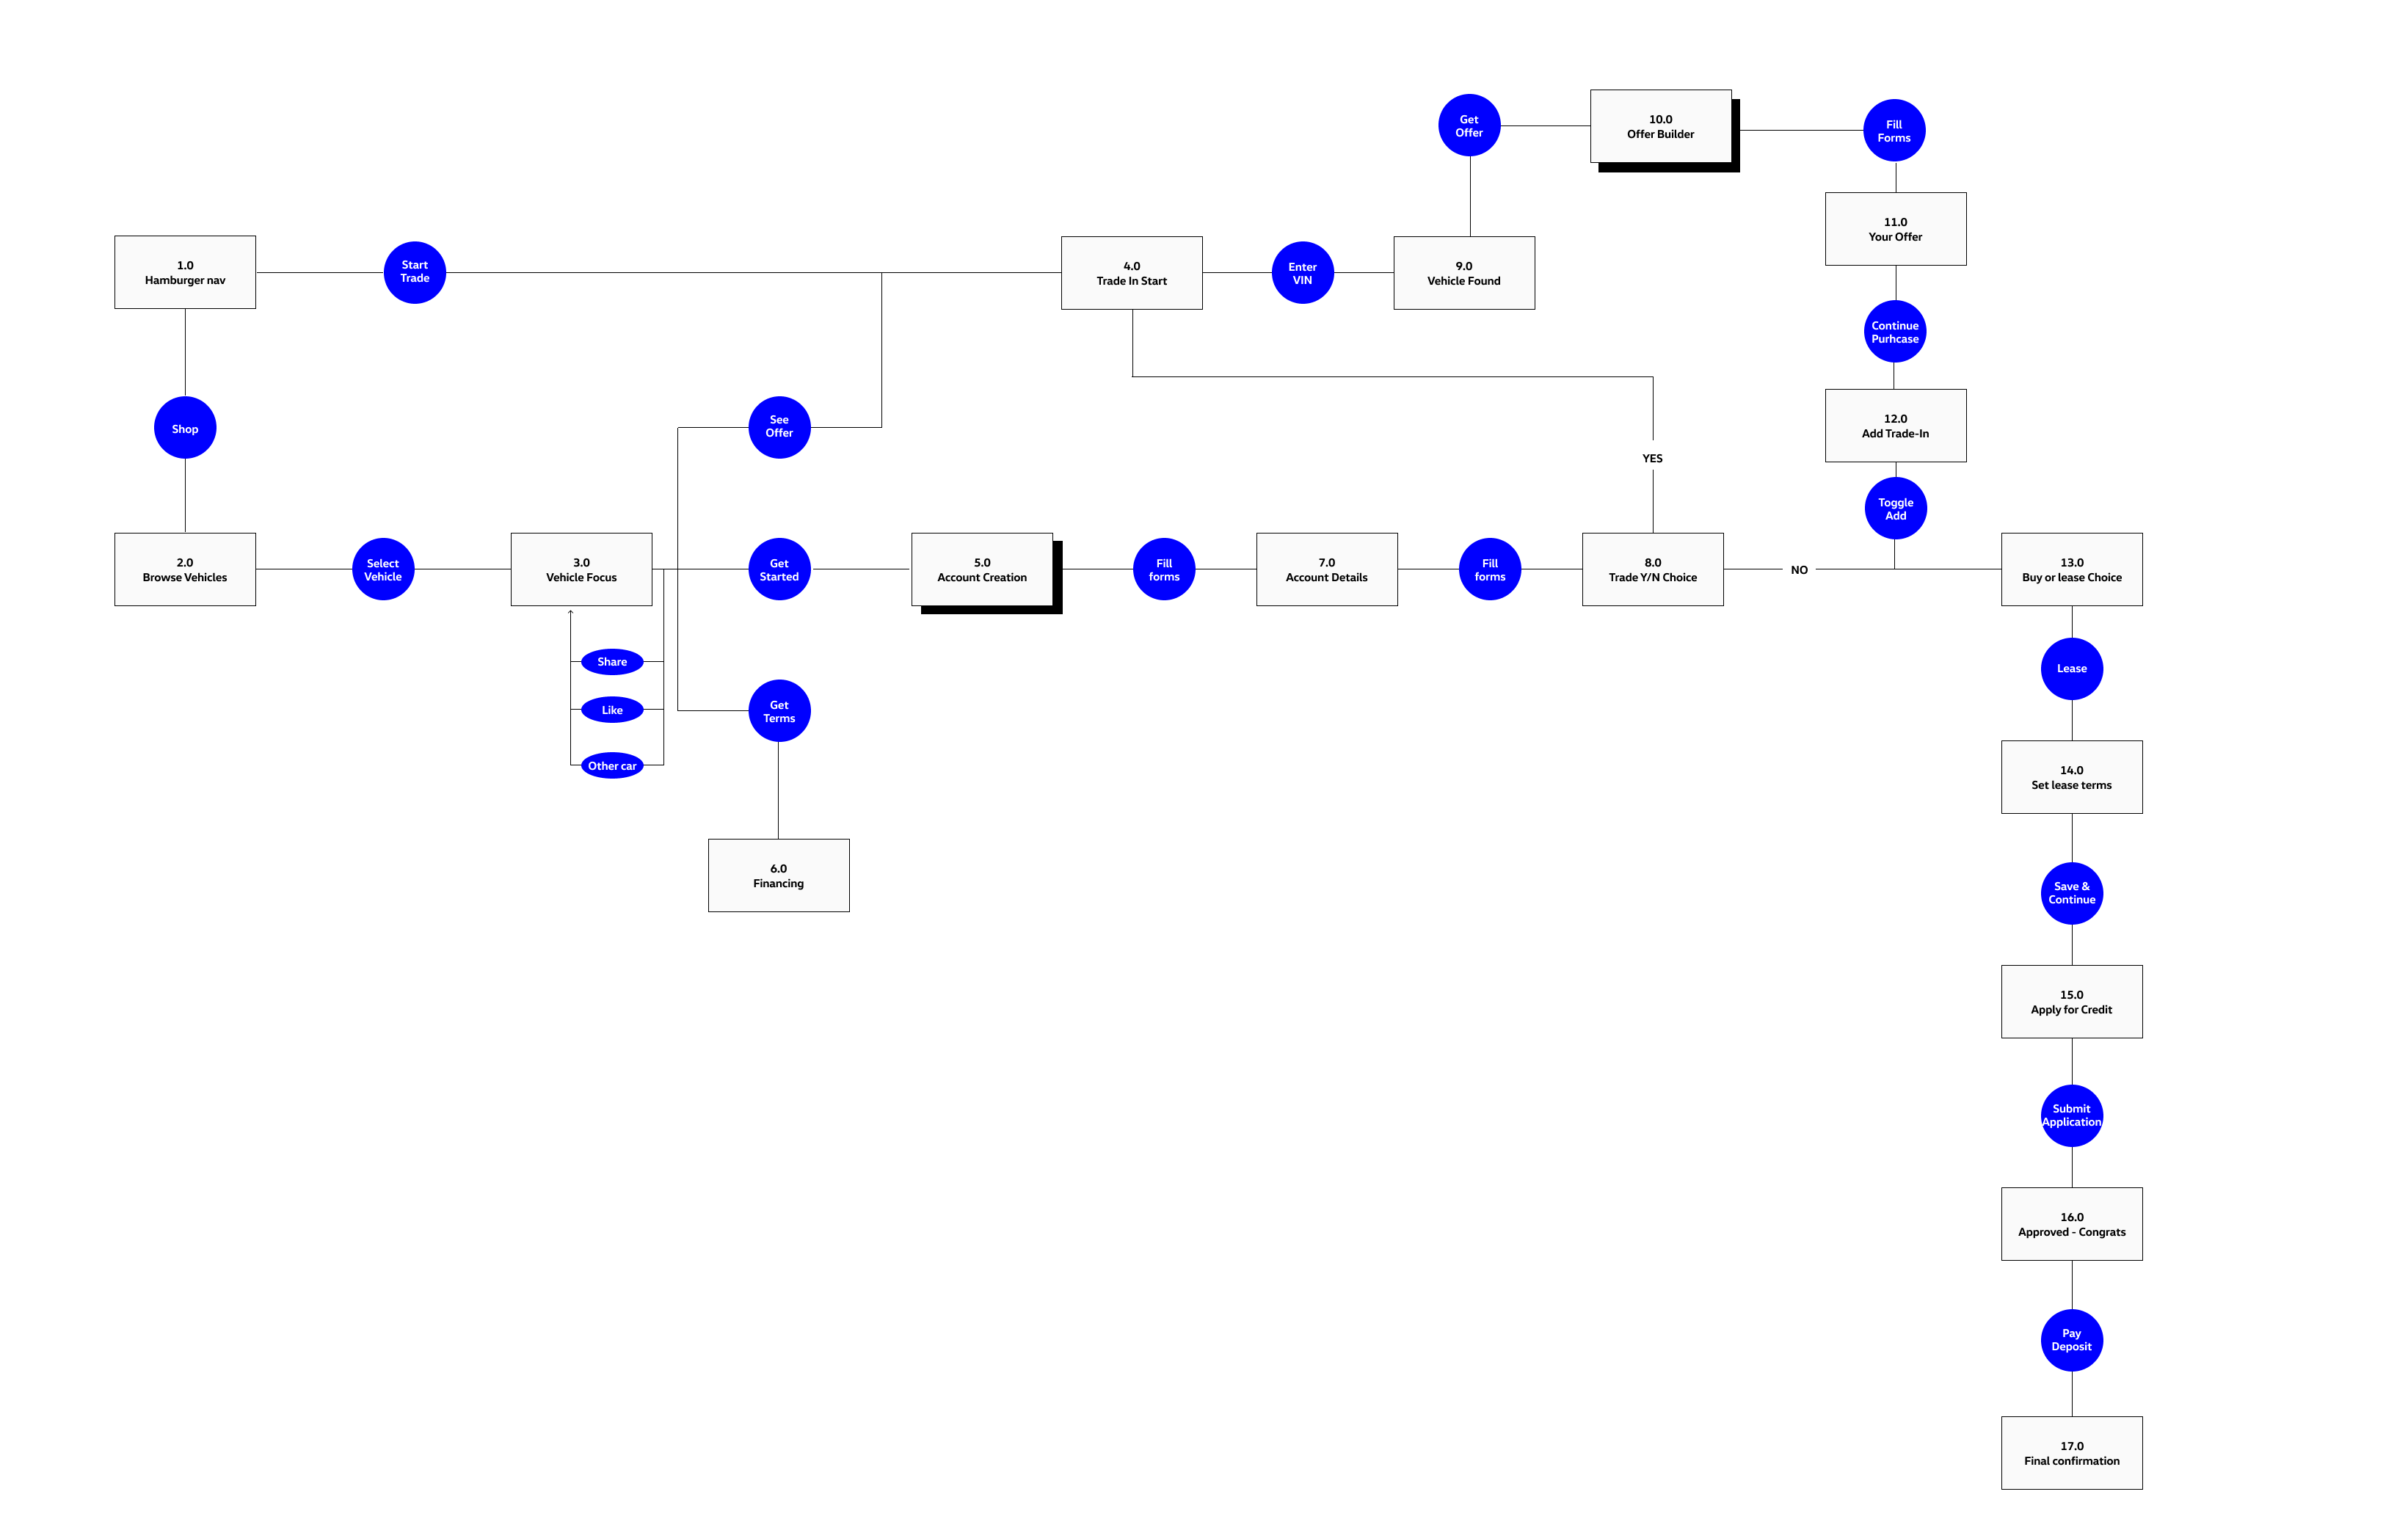 Get
Offer
10.0
Offer Builder
Fill
Forms
11.0
Your Offer
1.0
Hamburger nav
Start
Trade
4.0
Trade In Start
Enter
VIN
9.0
Vehicle Found
Continue
Purhcase
Shop
See
Offer
12.0
Add Trade-In
YES
Toggle
Add
2.0
Browse Vehicles
Select
Vehicle
3.0
Vehicle Focus
Get
Started
5.0
Account Creation
Fill
forms
7.0
Account Details
Fill
forms
8.0
Trade Y/N Choice
NO
13.0
Buy or lease Choice
Share
Like
Other car
Get
Terms
6.0
Financing
Lease
14.0
Set lease terms
Save &
Continue
15.0
Apply for Credit
Submit
Application
16.0
Approved - Congrats
Pay
Deposit
17.0
Final confirmation